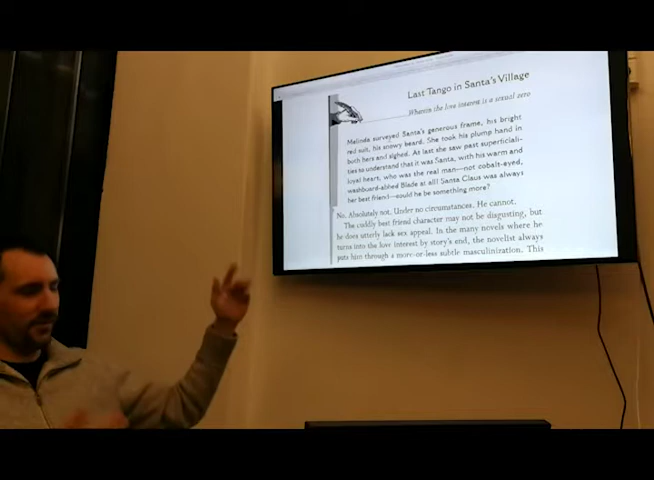 Last Tango in Santa's Village
Wherein the love interest is a sexual zero
Malinda surveyed Santa's generous frame, his bright
red suit, his snowy beard. She took his plump hand in
both hers and sighed. At last she saw past superficiali-
ties to understand that it was Santa, with his warm and
loyal heart, who was the real man—not cobalt-eyed,
washboard-abbed Blade at all! Santa Claus was always
her best friend—could he be something more?
No. Absolutely not. Under no circumstances. He cannot.
The cuddly best friend character may not be disgusting, but
he does utterly lack sex appeal. In the many novels where he
turns into the love interest by story's end, the novelist always
puts him through a more-or-less subtle masculinization. This